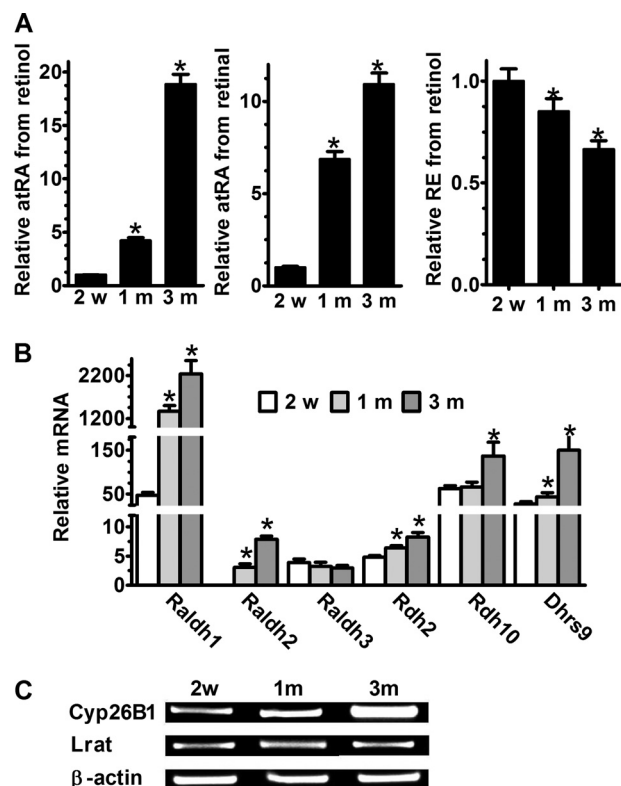 A
Relative atRA from retinol
20
15
10
5
0
2 w 1 m 3 m
Relative atRA from retinal
10
5
0
2 w 1 m 3 m
Relative RE from retinol
1.0
0.5
0.0
2 w 1 m 3 m
* * * * * *
B
Relative mRNA
2200
1200
150
50
10
5
0
2 w 1 m 3 m
* * * * * * * * *
Raldh1
Raldh2
Raldh3
Rdh2
Rdh10
Dhrs9
C
2w 1m 3m
Cyp26B1
Lrat
β-actin